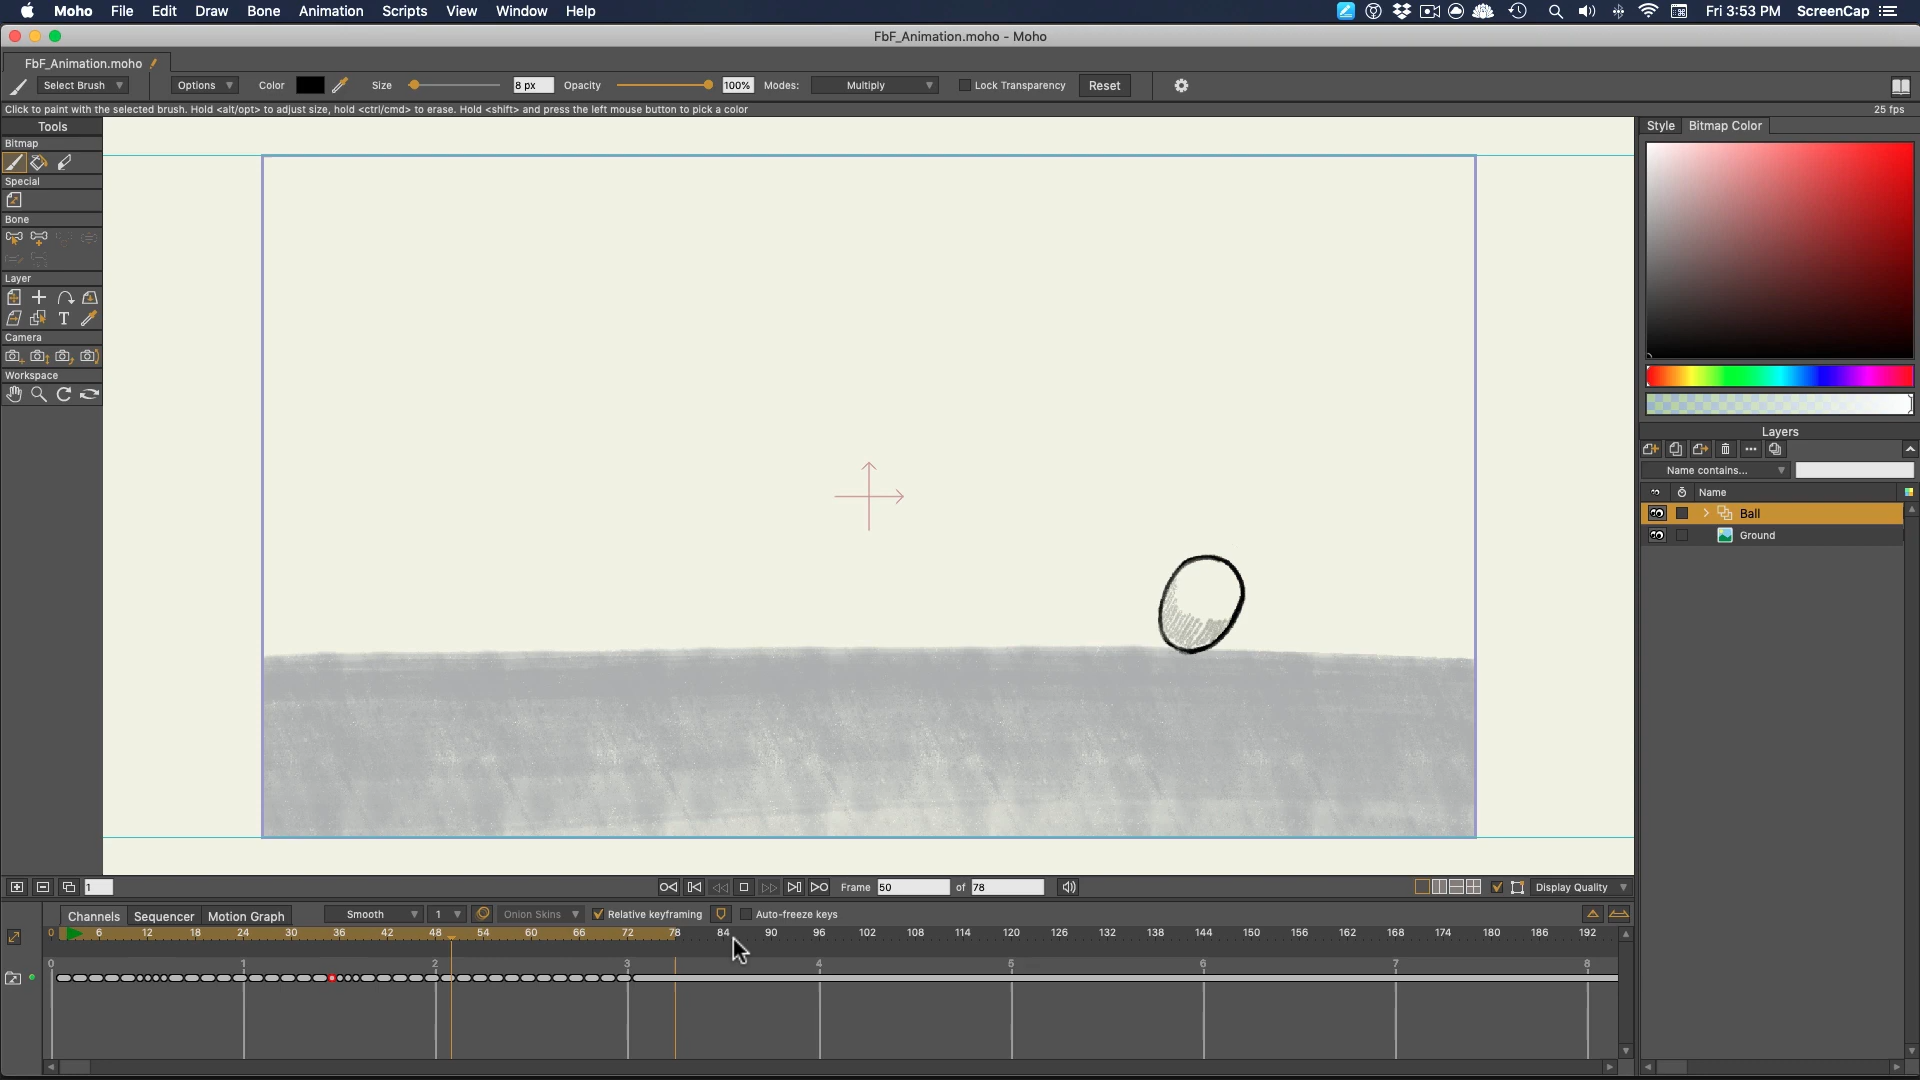 Moho File Edit Draw Bone Animation Scripts View Window Help Fri 3:53 PM ScreenCap
FbF_Animation.moho - Moho
FbF_Animation.moho
Select Brush Options Color Size 8 px Opacity 100% Modes: Multiply Lock Transparency Reset
Click to paint with the selected brush. Hold <alt/opt> to adjust size, hold <ctrl/cmd> to erase. Hold <shift> and press the left mouse button to pick a color 25 fps
Tools
Bitmap
Special
Bone
Layer
T
Camera
Workspace
Style Bitmap Color
Layers
Name contains...
Name
Ball
Ground
1 Frame 50 of 78 Display Quality
Channels Sequencer Motion Graph Smooth 1 Onion Skins Relative keyframing Auto-freeze keys
0 6 12 18 24 30 36 42 48 54 60 66 72 78 84 90 96 102 108 114 120 126 132 138 144 150 156 162 168 174 180 186 192
0 1 2 3 4 5 6 7 8